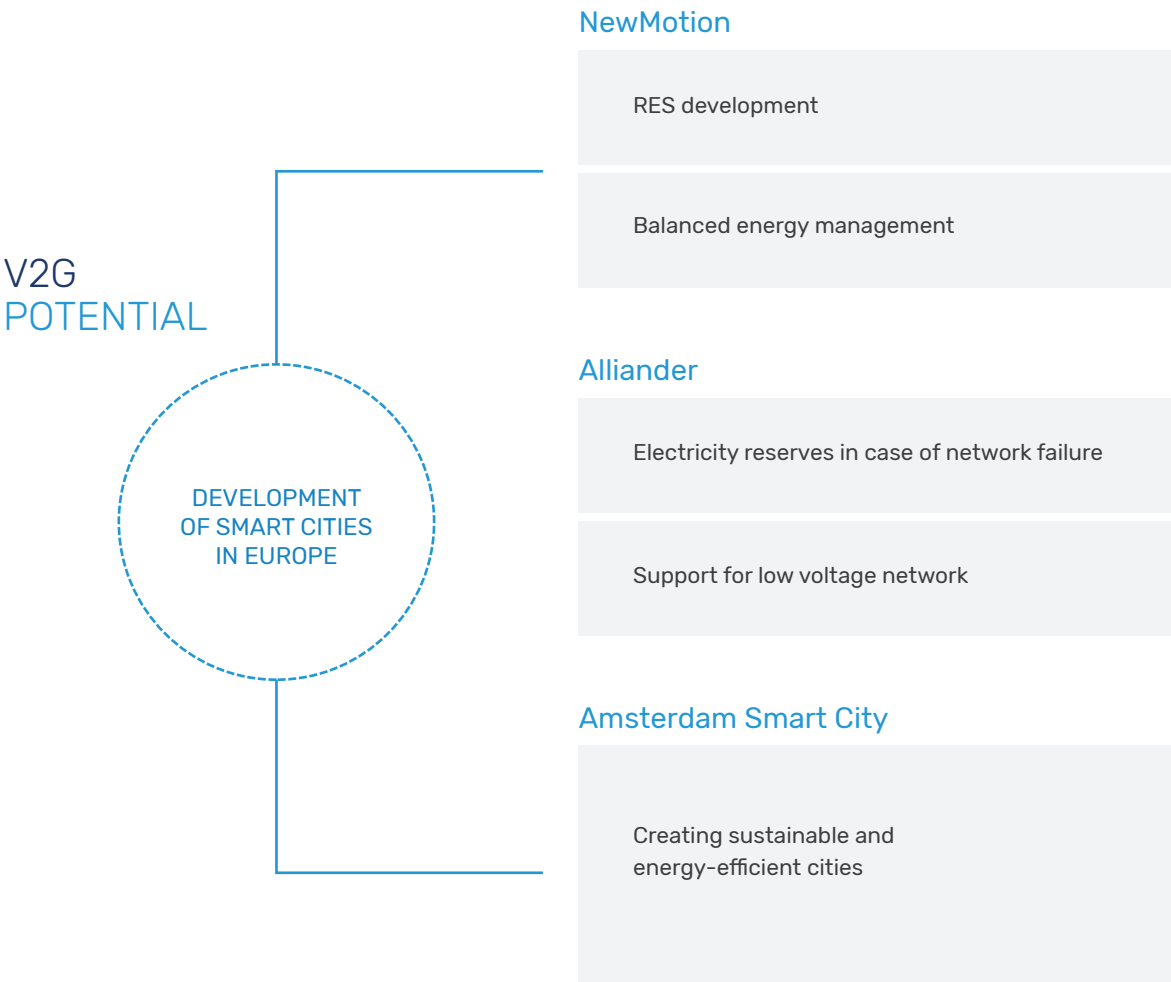 V2G
POTENTIAL
DEVELOPMENT
OF SMART CITIES
IN EUROPE
NewMotion
RES development
Balanced energy management
Alliander
Electricity reserves in case of network failure
Support for low voltage network
Amsterdam Smart City
Creating sustainable and
energy-efficient cities